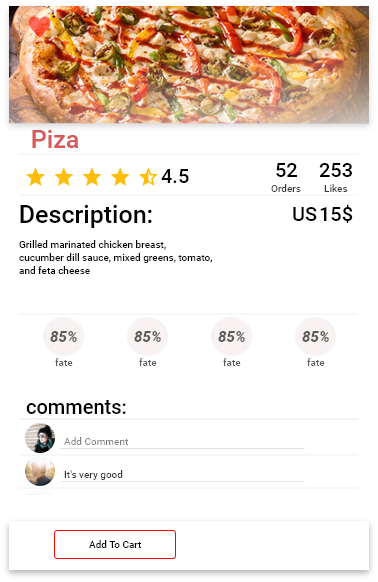 Piza
4.5
52
253
Orders
Likes
Description:
US 15$
Grilled marinated chicken breast,
cucumber dill sauce, mixed greens, tomato,
and feta cheese
85%
85%
85%
85%
fate
fate
fate
fate
comments:
Add Comment
It's very good
Add To Cart